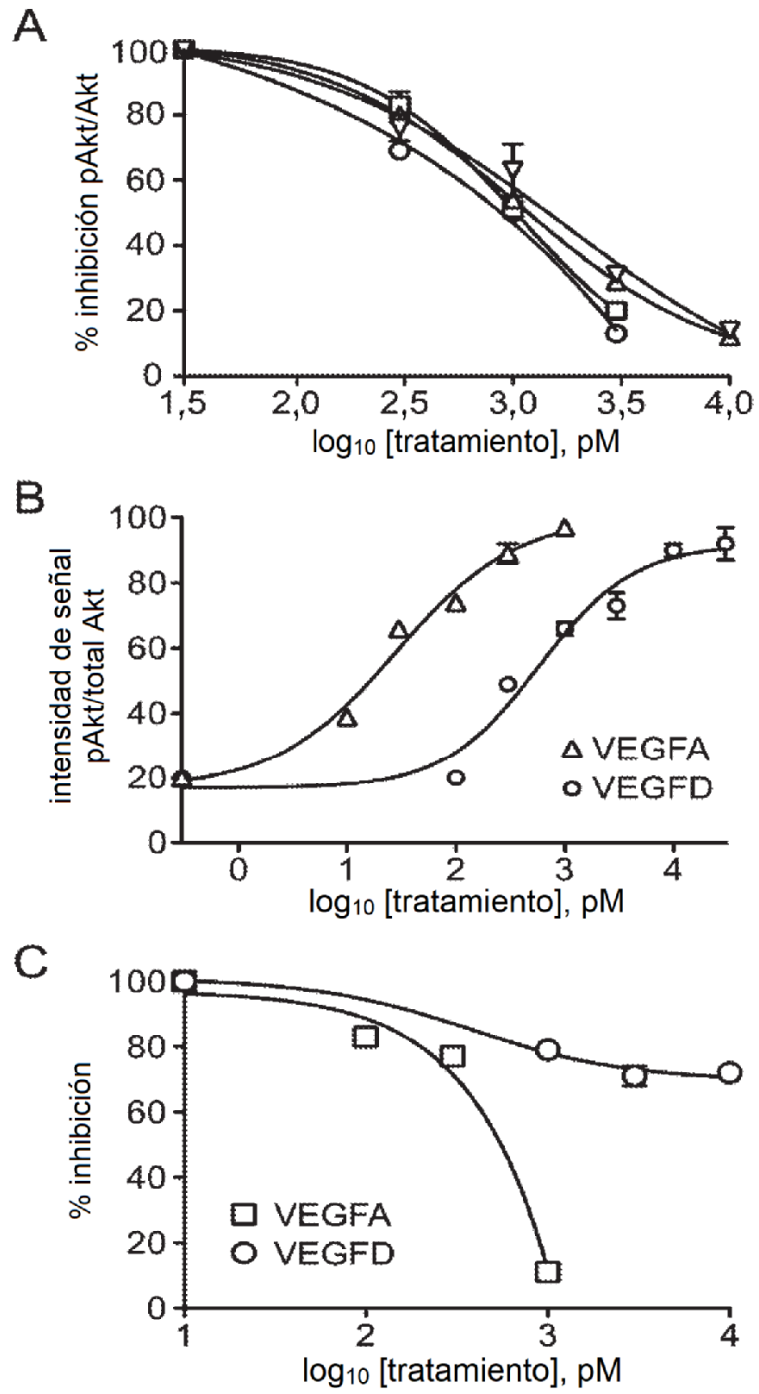 A
% inhibición pAkt/Akt
100
80
60
40
20
0
1,5 2,0 2,5 3,0 3,5 4,0
log₁₀ [tratamiento], pM
B
intensidad de señal
pAkt/total Akt
100
80
60
40
20
0
VEGFA
VEGFD
0 1 2 3 4
log₁₀ [tratamiento], pM
C
% inhibición
100
80
60
40
20
0
VEGFA
VEGFD
1 2 3 4
log₁₀ [tratamiento], pM